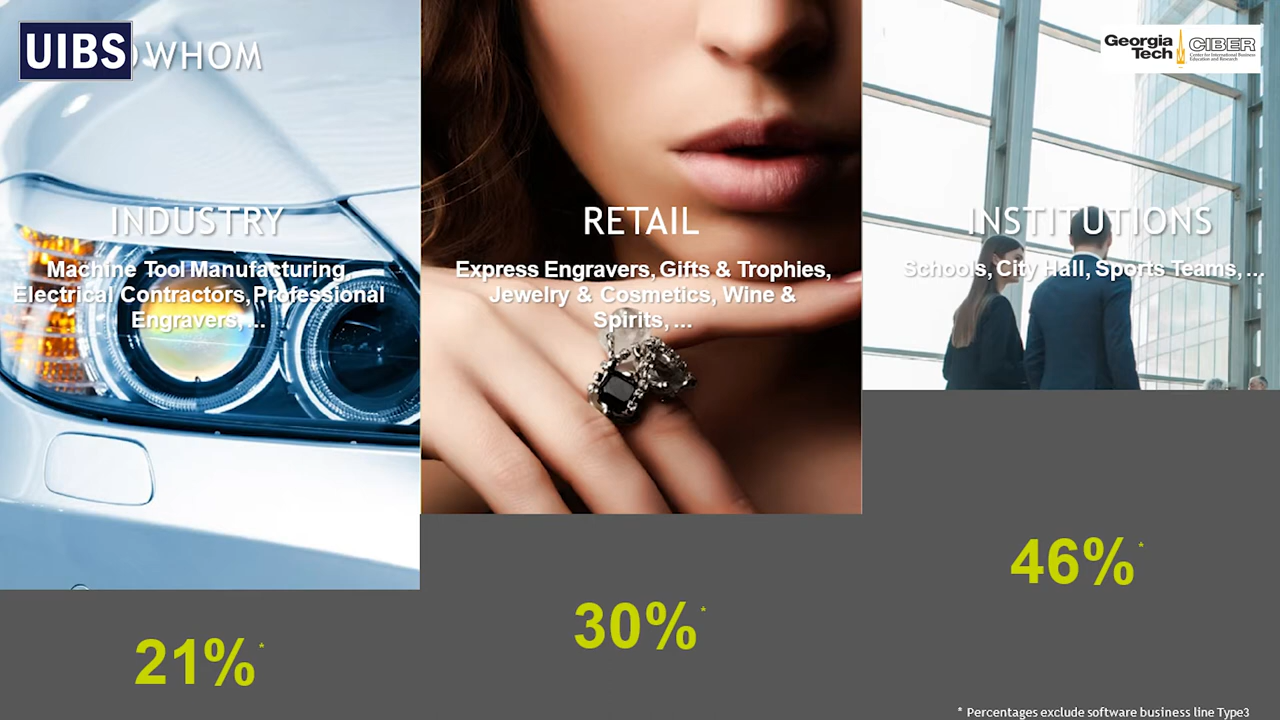 UIBS
WHOM
Georgia
Tech
CIBER
Center for International Business
Education and Research
INDUSTRY
Machine Tool Manufacturing,
Electrical Contractors, Professional
Engravers, ...
RETAIL
Express Engravers, Gifts & Trophies,
Jewelry & Cosmetics, Wine &
Spirits, ...
INSTITUTIONS
Schools, City Hall, Sports Teams, ...
21%*
30%*
46%*
* Percentages exclude software business line Type3